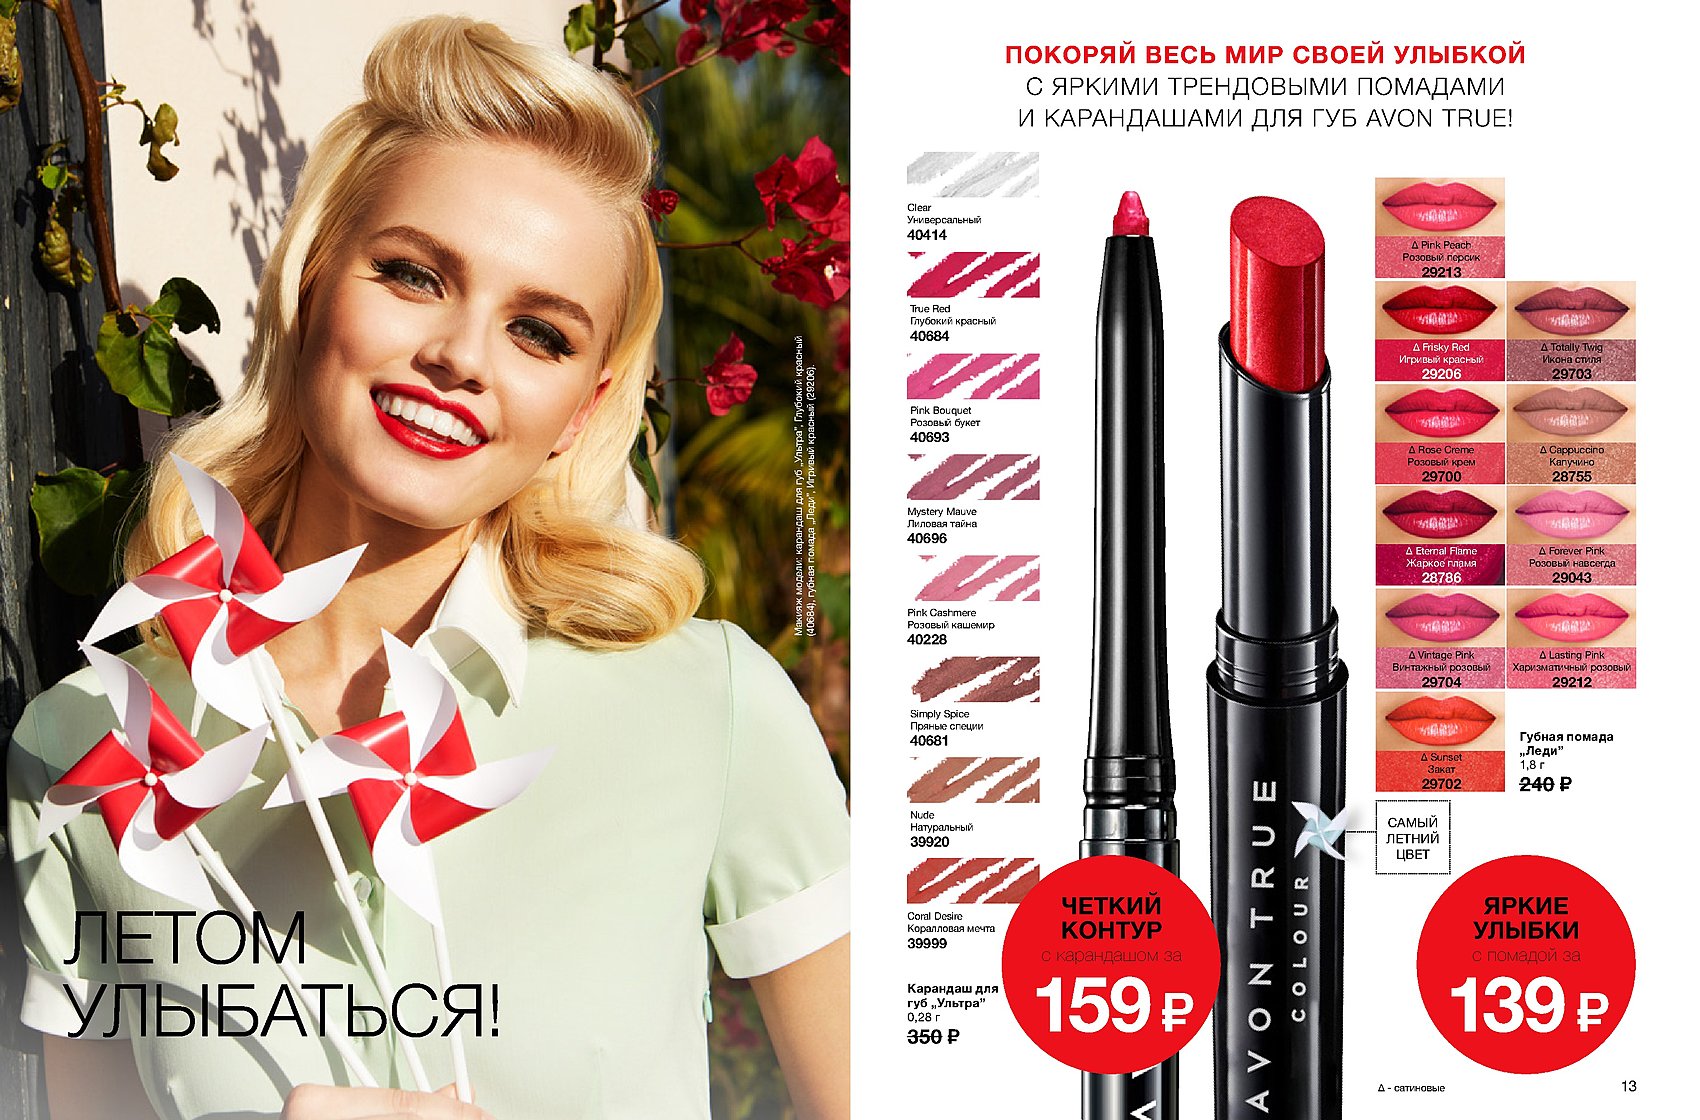 ЛЕТОМ
УЛЫБАТЬСЯ!
Макияж модели: карандаш для губ „Ультра”, Глубокий красный
(40684), губная помада „Леди”, Игривый красный (29206).
ПОКОРЯЙ ВЕСЬ МИР СВОЕЙ УЛЫБКОЙ
С ЯРКИМИ ТРЕНДОВЫМИ ПОМАДАМИ
И КАРАНДАШАМИ ДЛЯ ГУБ AVON TRUE!
Clear
Универсальный
40414
True Red
Глубокий красный
40684
Pink Bouquet
Розовый букет
40693
Mystery Mauve
Лиловая тайна
40696
Pink Cashmere
Розовый кашемир
40228
Simply Spice
Пряные специи
40681
Nude
Натуральный
39920
Coral Desire
Коралловая мечта
39999
Карандаш для
губ „Ультра”
0,28 г
350 ₽
ЧЕТКИЙ
КОНТУР
с карандашом за
159 ₽
AVON TRUE
COLOUR
Δ Pink Peach
Розовый персик
29213
Δ Frisky Red
Игривый красный
29206
Δ Totally Twig
Икона стиля
29703
Δ Rose Creme
Розовый крем
29700
Δ Cappuccino
Капучино
28755
Δ Eternal Flame
Жаркое пламя
28786
Δ Forever Pink
Розовый навсегда
29043
Δ Vintage Pink
Винтажный розовый
29704
Δ Lasting Pink
Харизматичный розовый
29212
Δ Sunset
Закат
29702
Губная помада
„Леди”
1,8 г
240 ₽
САМЫЙ
ЛЕТНИЙ
ЦВЕТ
ЯРКИЕ
УЛЫБКИ
с помадой за
139 ₽
Δ - сатиновые
13